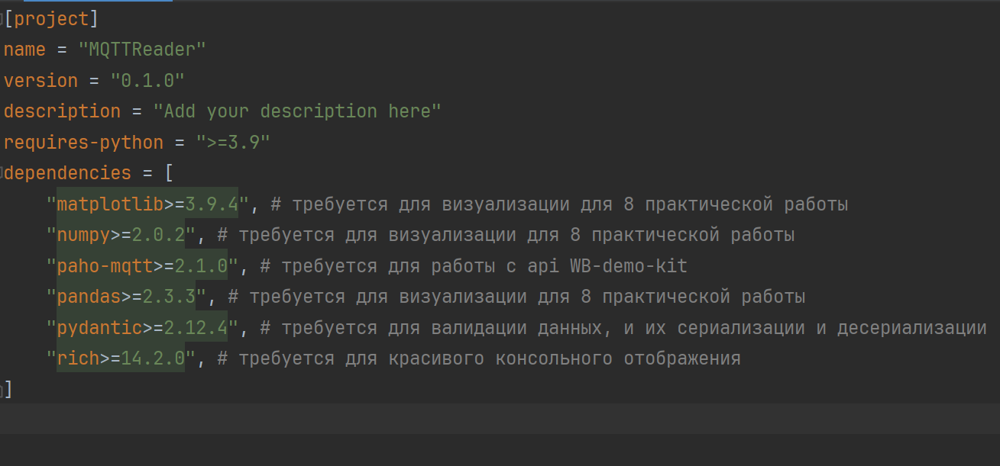 [project]
name = "MQTTReader"
version = "0.1.0"
description = "Add your description here"
requires-python = ">=3.9"
dependencies = [
    "matplotlib>=3.9.4", # требуется для визуализации для 8 практической работы
    "numpy>=2.0.2", # требуется для визуализации для 8 практической работы
    "paho-mqtt>=2.1.0", # требуется для работы с api WB-demo-kit
    "pandas>=2.3.3", # требуется для визуализации для 8 практической работы
    "pydantic>=2.12.4", # требуется для валидации данных, и их сериализации и десериализации
    "rich>=14.2.0", # требуется для красивого консольного отображения
]